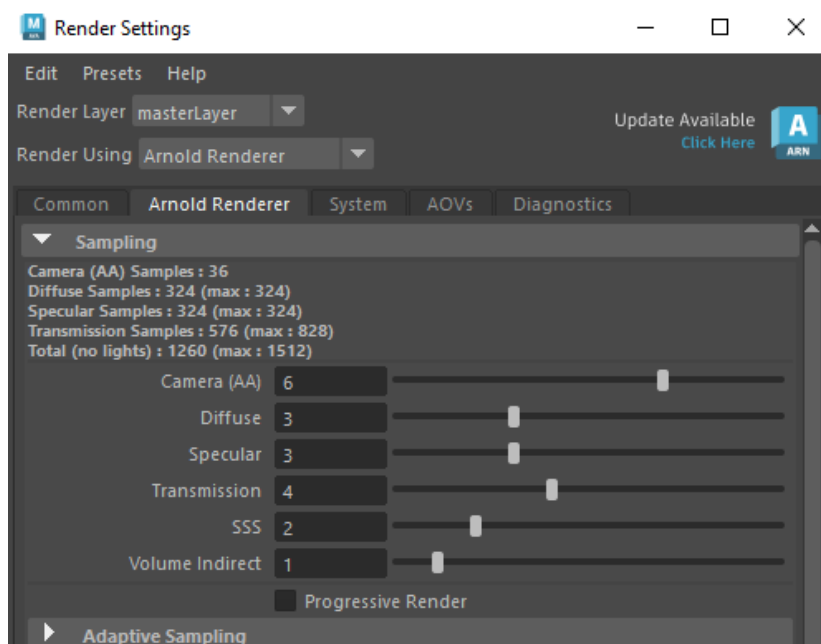 M
Render Settings
Edit Presets Help
Render Layer masterLayer
Update Available
Click Here
A
ARN
Render Using Arnold Renderer
Common Arnold Renderer System AOVs Diagnostics
Sampling
Camera (AA) Samples : 36
Diffuse Samples : 324 (max : 324)
Specular Samples : 324 (max : 324)
Transmission Samples : 576 (max : 828)
Total (no lights) : 1260 (max : 1512)
Camera (AA) 6
Diffuse 3
Specular 3
Transmission 4
SSS 2
Volume Indirect 1
Progressive Render
Adaptive Sampling